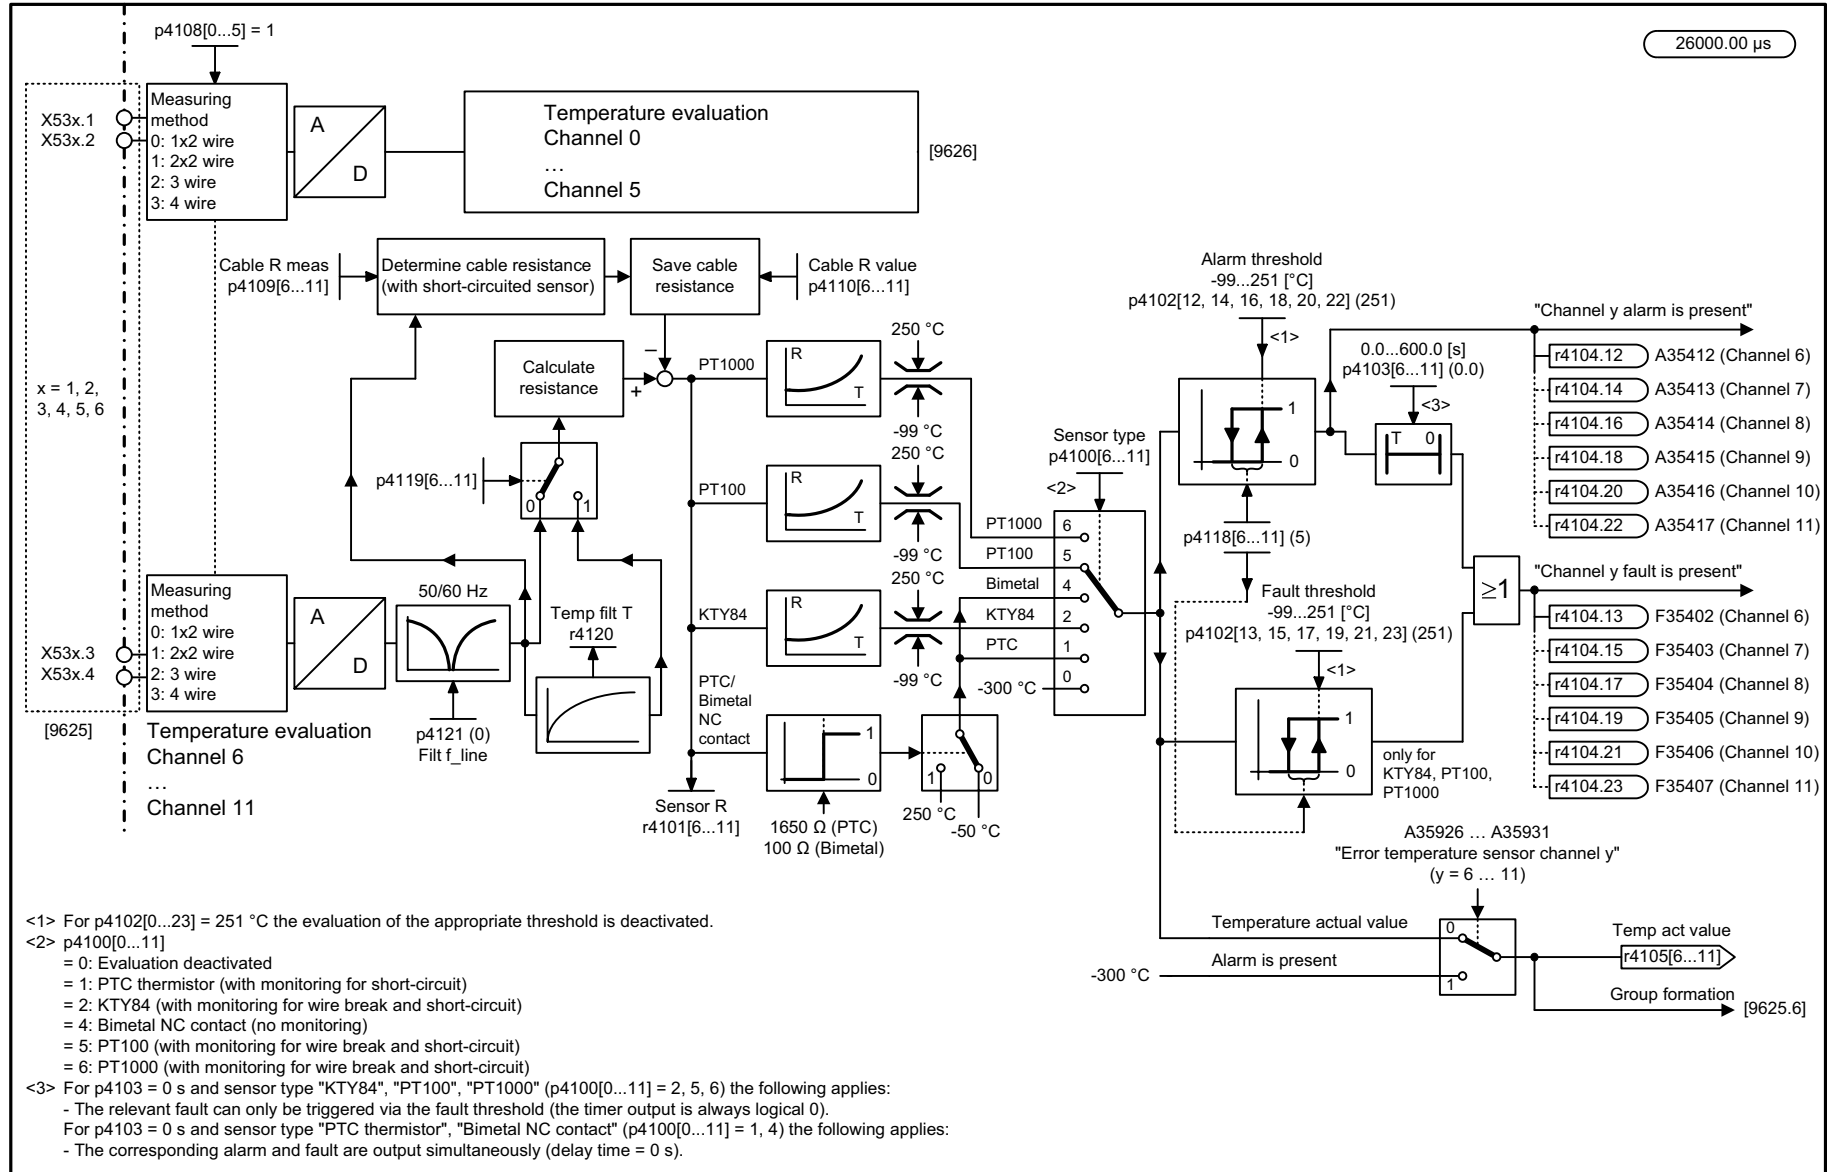 p4108[0...5] = 1
26000.00 µs
X53x.1
X53x.2
Measuring
method
0: 1x2 wire
1: 2x2 wire
2: 3 wire
3: 4 wire
A
D
Temperature evaluation
Channel 0
...
Channel 5
[9626]
Cable R meas
p4109[6...11]
Determine cable resistance
(with short-circuited sensor)
Save cable
resistance
Cable R value
p4110[6...11]
x = 1, 2,
3, 4, 5, 6
Calculate
resistance
–
+
p4119[6...11]
0
1
PT1000
R
T
250 °C
-99 °C
PT100
R
T
250 °C
-99 °C
KTY84
R
T
250 °C
-99 °C
PTC/
Bimetal
NC
contact
1
0
1650 Ω (PTC)
100 Ω (Bimetal)
1
0
250 °C
-50 °C
Sensor R
r4101[6...11]
X53x.3
X53x.4
[9625]
Measuring
method
0: 1x2 wire
1: 2x2 wire
2: 3 wire
3: 4 wire
A
D
50/60 Hz
p4121 (0)
Filt f_line
Temp filt T
r4120
Temperature evaluation
Channel 6
...
Channel 11
Sensor type
p4100[6...11]
<2>
PT1000
6
PT100
5
Bimetal
4
KTY84
2
PTC
1
-300 °C
0
Alarm threshold
-99...251 [°C]
p4102[12, 14, 16, 18, 20, 22] (251)
<1>
1
0
p4118[6...11] (5)
Fault threshold
-99...251 [°C]
p4102[13, 15, 17, 19, 21, 23] (251)
<1>
1
0
only for
KTY84, PT100,
PT1000
0.0...600.0 [s]
p4103[6...11] (0.0)
<3>
T
0
≥1
"Channel y alarm is present"
r4104.12 A35412 (Channel 6)
r4104.14 A35413 (Channel 7)
r4104.16 A35414 (Channel 8)
r4104.18 A35415 (Channel 9)
r4104.20 A35416 (Channel 10)
r4104.22 A35417 (Channel 11)
"Channel y fault is present"
r4104.13 F35402 (Channel 6)
r4104.15 F35403 (Channel 7)
r4104.17 F35404 (Channel 8)
r4104.19 F35405 (Channel 9)
r4104.21 F35406 (Channel 10)
r4104.23 F35407 (Channel 11)
A35926 ... A35931
"Error temperature sensor channel y"
(y = 6 ... 11)
Temperature actual value
0
Alarm is present
-300 °C
1
Temp act value
r4105[6...11]
Group formation
[9625.6]
<1> For p4102[0...23] = 251 °C the evaluation of the appropriate threshold is deactivated.
<2> p4100[0...11]
= 0: Evaluation deactivated
= 1: PTC thermistor (with monitoring for short-circuit)
= 2: KTY84 (with monitoring for wire break and short-circuit)
= 4: Bimetal NC contact (no monitoring)
= 5: PT100 (with monitoring for wire break and short-circuit)
= 6: PT1000 (with monitoring for wire break and short-circuit)
<3> For p4103 = 0 s and sensor type "KTY84", "PT100", "PT1000" (p4100[0...11] = 2, 5, 6) the following applies:
- The relevant fault can only be triggered via the fault threshold (the timer output is always logical 0).
For p4103 = 0 s and sensor type "PTC thermistor", "Bimetal NC contact" (p4100[0...11] = 1, 4) the following applies:
- The corresponding alarm and fault are output simultaneously (delay time = 0 s).